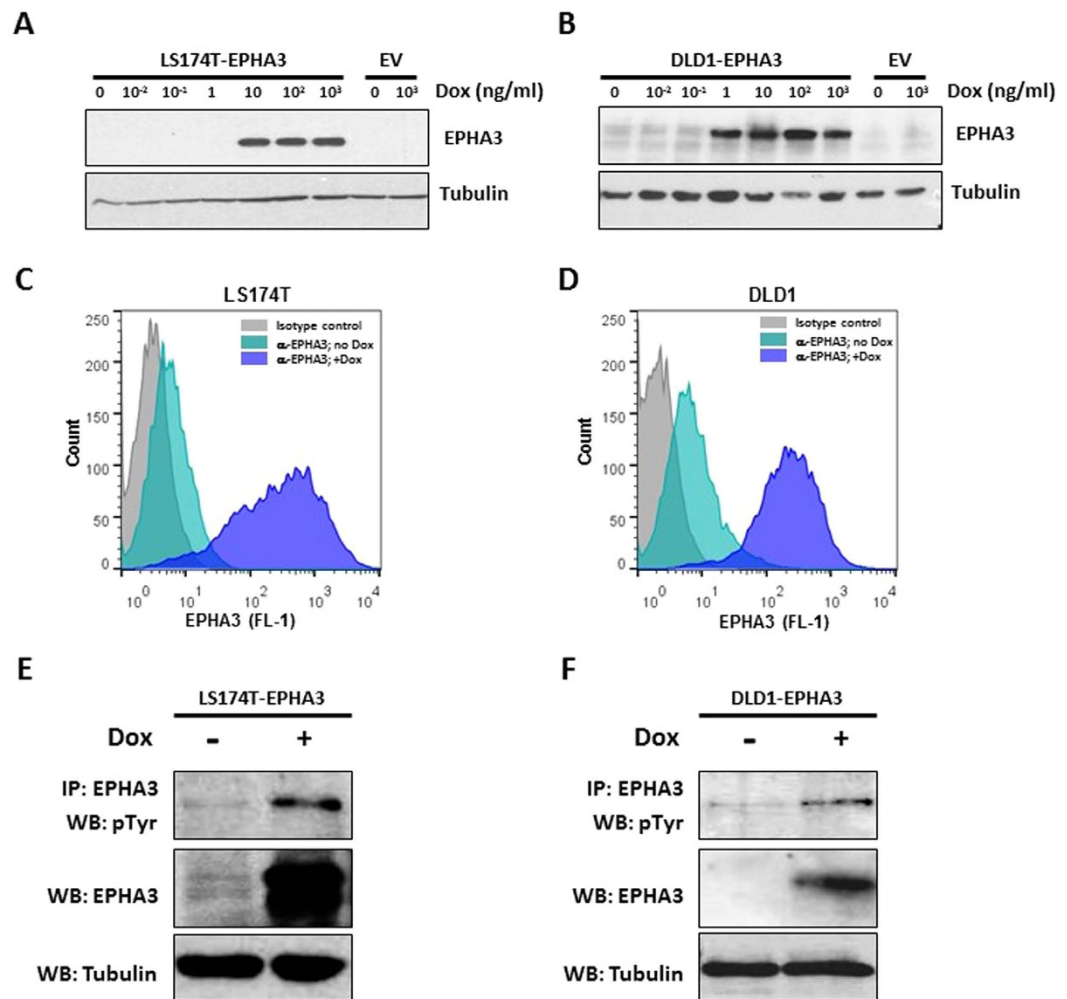 A
LS174T-EPHA3 EV
0 10-2 10-1 1 10 10² 10³ 0 10³ Dox (ng/ml)
EPHA3
Tubulin
B
DLD1-EPHA3 EV
0 10-2 10-1 1 10 10² 10³ 0 10³ Dox (ng/ml)
EPHA3
Tubulin
C
LS174T
250
200
150
100
50
0
Count
Isotype control
α-EPHA3; no Dox
α-EPHA3; +Dox
10⁰ 10¹ 10² 10³ 10⁴
EPHA3 (FL-1)
D
DLD1
250
200
150
100
50
0
Count
Isotype control
α-EPHA3; no Dox
α-EPHA3; +Dox
10⁰ 10¹ 10² 10³ 10⁴
EPHA3 (FL-1)
E
LS174T-EPHA3
Dox - +
IP: EPHA3
WB: pTyr
WB: EPHA3
WB: Tubulin
F
DLD1-EPHA3
Dox - +
IP: EPHA3
WB: pTyr
WB: EPHA3
WB: Tubulin